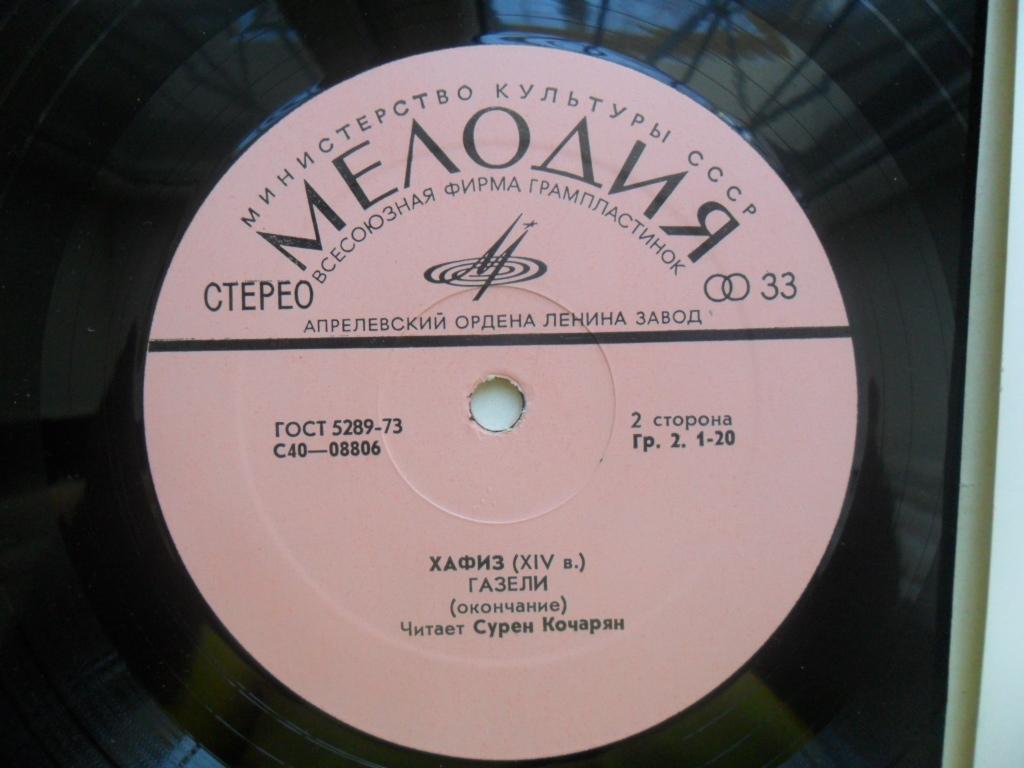 МИНИСТЕРСТВО КУЛЬТУРЫ СССР
МЕЛОДИЯ
ВСЕСОЮЗНАЯ ФИРМА ГРАМПЛАСТИНОК
СТЕРЕО
33
АПРЕЛЕВСКИЙ ОРДЕНА ЛЕНИНА ЗАВОД
ГОСТ 5289-73
С40—08806
2 сторона
Гр. 2. 1-20
ХАФИЗ (XIV в.)
ГАЗЕЛИ
(окончание)
Читает Сурен Кочарян